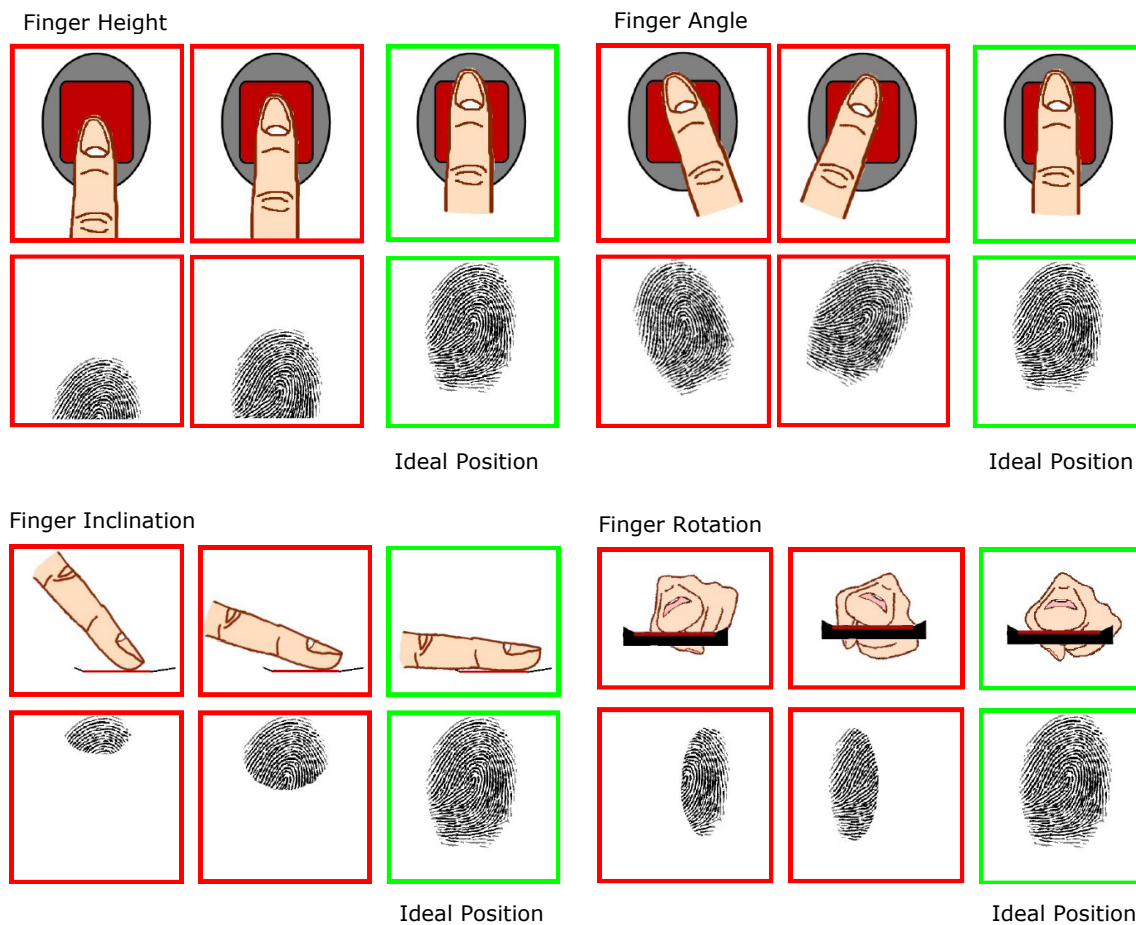 Finger Height
Finger Angle
Ideal Position
Ideal Position
Finger Inclination
Finger Rotation
Ideal Position
Ideal Position